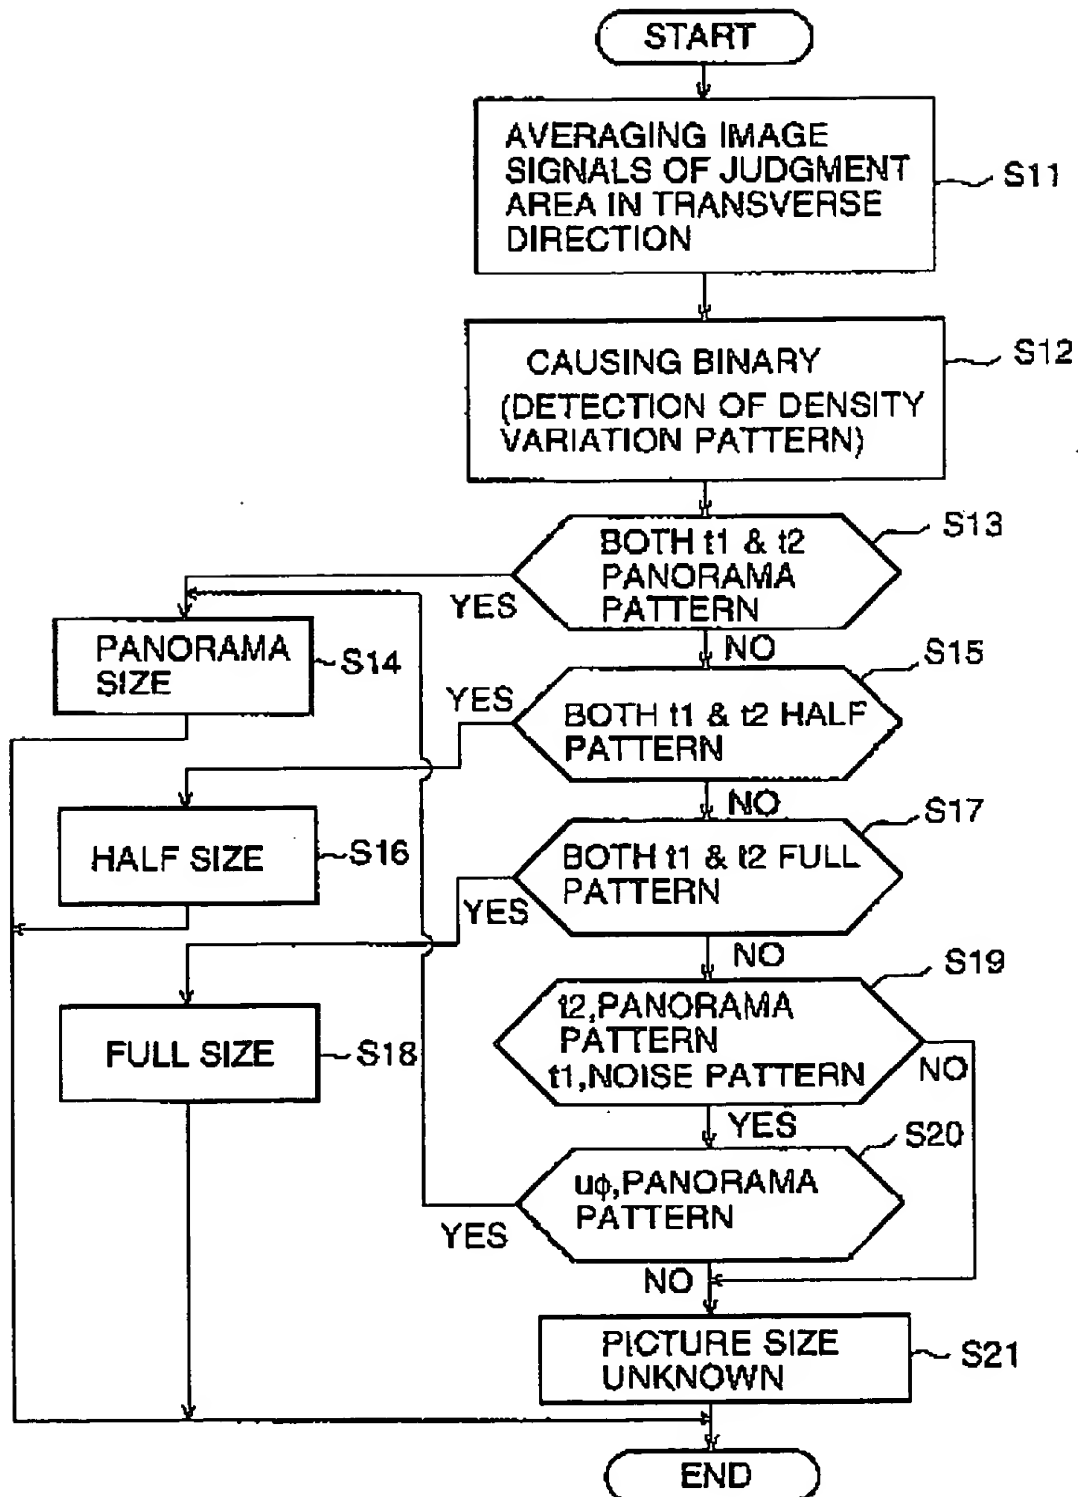 START
AVERAGING IMAGE
SIGNALS OF JUDGMENT
AREA IN TRANSVERSE
DIRECTION
S11
CAUSING BINARY
(DETECTION OF DENSITY
VARIATION PATTERN)
S12
BOTH t1 & t2
PANORAMA
PATTERN
S13
YES
NO
PANORAMA
SIZE
S14
BOTH t1 & t2 HALF
PATTERN
S15
YES
NO
HALF SIZE
S16
BOTH t1 & t2 FULL
PATTERN
S17
YES
NO
FULL SIZE
S18
t2,PANORAMA
PATTERN
t1,NOISE PATTERN
S19
NO
YES
uϕ,PANORAMA
PATTERN
S20
YES
NO
PICTURE SIZE
UNKNOWN
S21
END